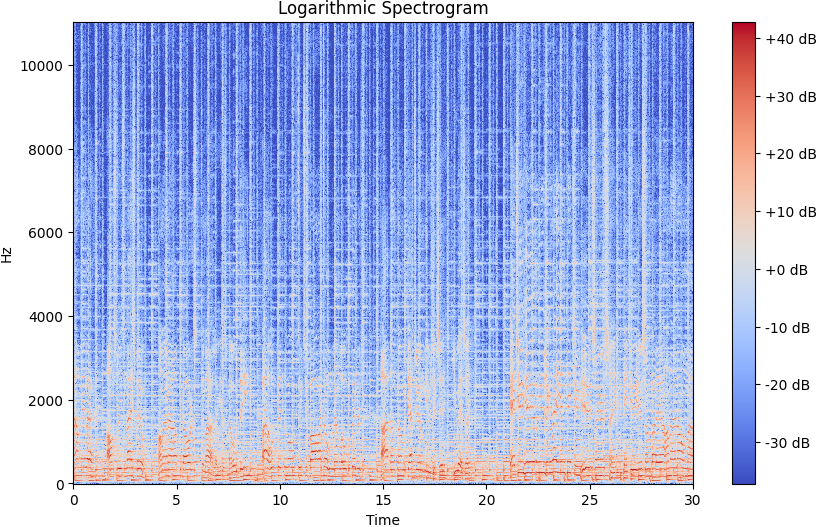 Logarithmic Spectrogram
Hz
10000
8000
6000
4000
2000
0
0 5 10 15 20 25 30
Time
+40 dB
+30 dB
+20 dB
+10 dB
+0 dB
-10 dB
-20 dB
-30 dB